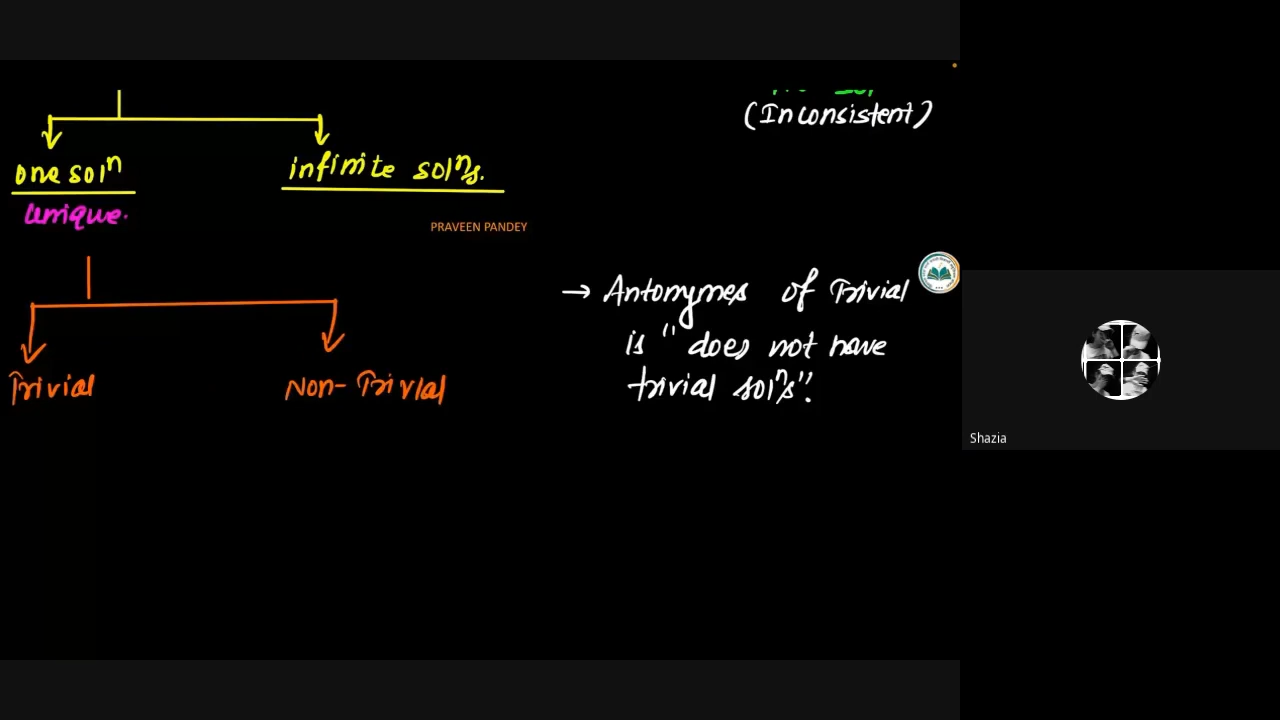 (Inconsistent)
one solⁿ
infinite solⁿs.
unique.
PRAVEEN PANDEY
→ Antonymes of Trivial
is "does not have
trivial solⁿs".
Trivial
Non-Trivial
Shazia